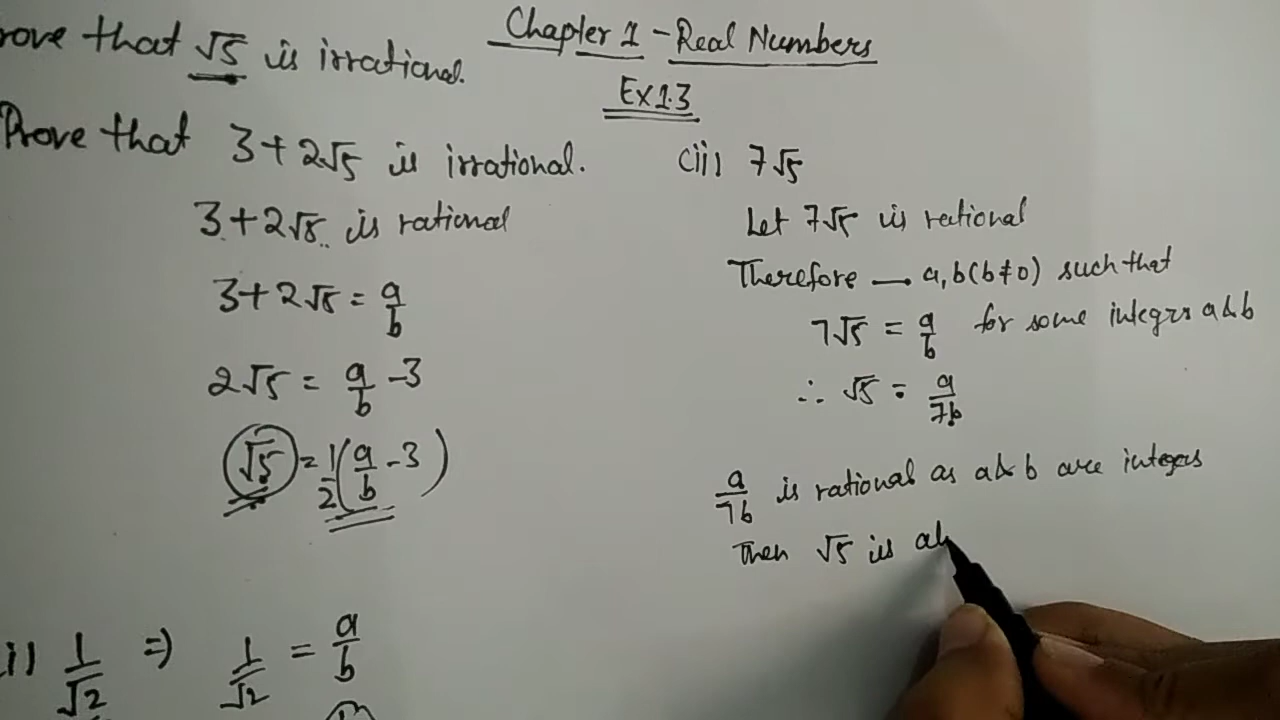 rove that √5 is irrational.
Prove that 3+2√5 is irrational.
3+2√5 is rational
3+2√5 = a/b
2√5 = a/b -3
√5 = 1/2(a/b -3)
i) 1/√2 => 1/√2 = a/b
Chapter 1 - Real Numbers
Ex 1.3
(ii) 7√5
Let 7√5 is rational
Therefore — a,b(b≠0) such that
7√5 = a/b for some integrs a & b
∴ √5 = a/7b
a/7b is rational as a & b are integers
Then √5 is al